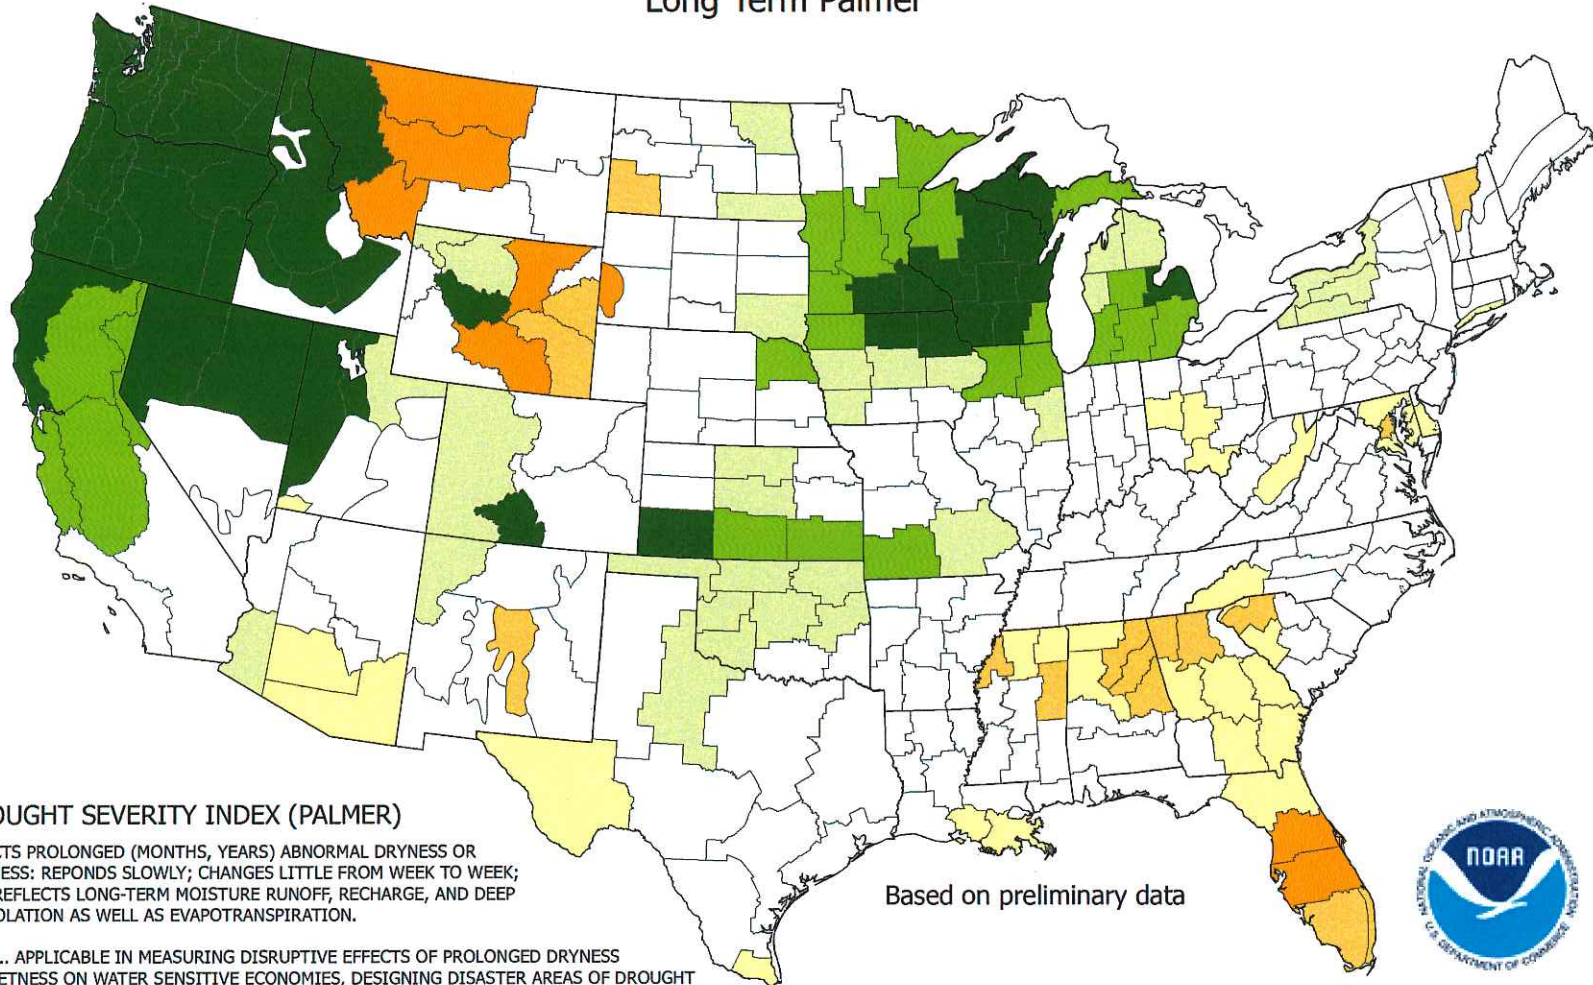 Long Term Palmer
OUGHT SEVERITY INDEX (PALMER)
CTS PROLONGED (MONTHS, YEARS) ABNORMAL DRYNESS OR
ESS: REPONDS SLOWLY; CHANGES LITTLE FROM WEEK TO WEEK;
REFLECTS LONG-TERM MOISTURE RUNOFF, RECHARGE, AND DEEP
OLATION AS WELL AS EVAPOTRANSPIRATION.
... APPLICABLE IN MEASURING DISRUPTIVE EFFECTS OF PROLONGED DRYNESS
ETNESS ON WATER SENSITIVE ECONOMIES, DESIGNING DISASTER AREAS OF DROUGHT
Based on preliminary data
NATIONAL OCEANIC AND ATMOSPHERIC ADMINISTRATION
NOAA
U.S. DEPARTMENT OF COMMERCE